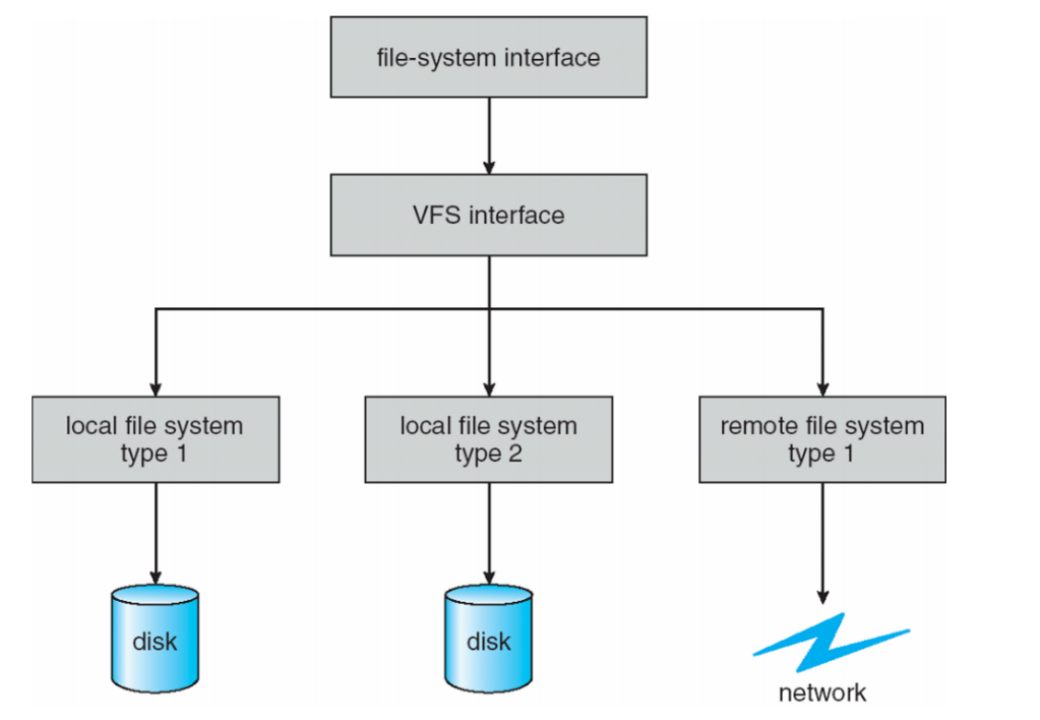 file-system interface
VFS interface
local file system
type 1
local file system
type 2
remote file system
type 1
disk
disk
network